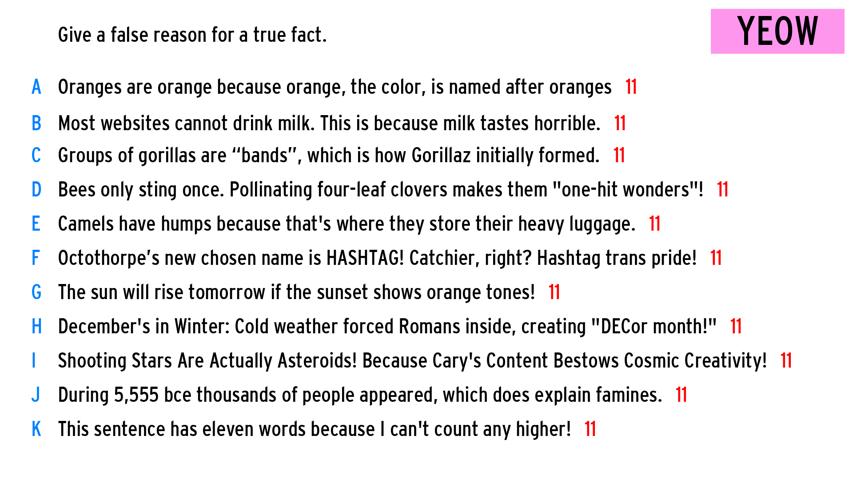 Give a false reason for a true fact.
YEOW
A Oranges are orange because orange, the color, is named after oranges 11
B Most websites cannot drink milk. This is because milk tastes horrible. 11
C Groups of gorillas are “bands”, which is how Gorillaz initially formed. 11
D Bees only sting once. Pollinating four-leaf clovers makes them "one-hit wonders"! 11
E Camels have humps because that's where they store their heavy luggage. 11
F Octothorpe’s new chosen name is HASHTAG! Catchier, right? Hashtag trans pride! 11
G The sun will rise tomorrow if the sunset shows orange tones! 11
H December's in Winter: Cold weather forced Romans inside, creating "DECor month!" 11
I Shooting Stars Are Actually Asteroids! Because Cary's Content Bestows Cosmic Creativity! 11
J During 5,555 bce thousands of people appeared, which does explain famines. 11
K This sentence has eleven words because I can't count any higher! 11